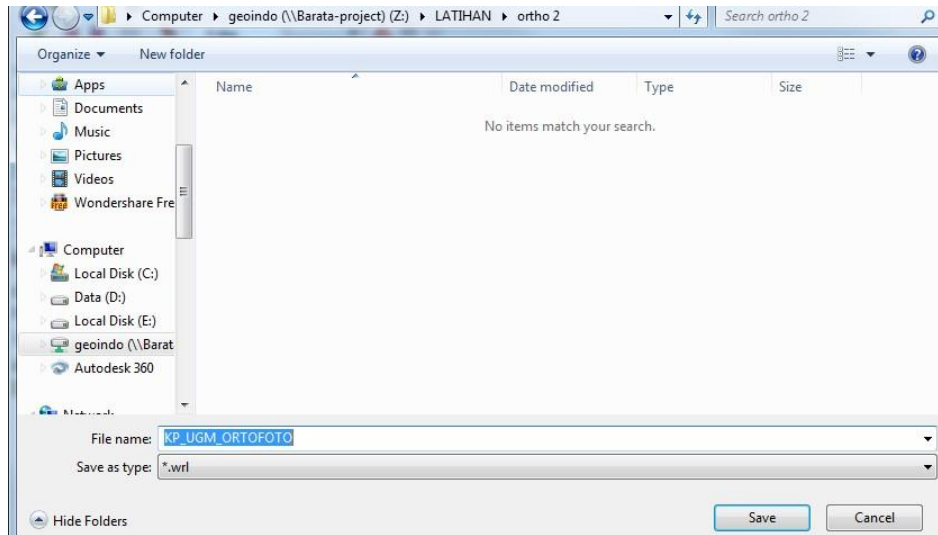 Computer ▸ geoindo (\\Barata-project) (Z:) ▸ LATIHAN ▸ ortho 2
Search ortho 2
Organize New folder
Name Date modified Type Size
No items match your search.
Apps
Documents
Music
Pictures
Videos
Wondershare Fre
Computer
Local Disk (C:)
Data (D:)
Local Disk (E:)
geoindo (\\Barat
Autodesk 360
File name: KP_UGM_ORTOFOTO
Save as type: *.wrl
Hide Folders Save Cancel